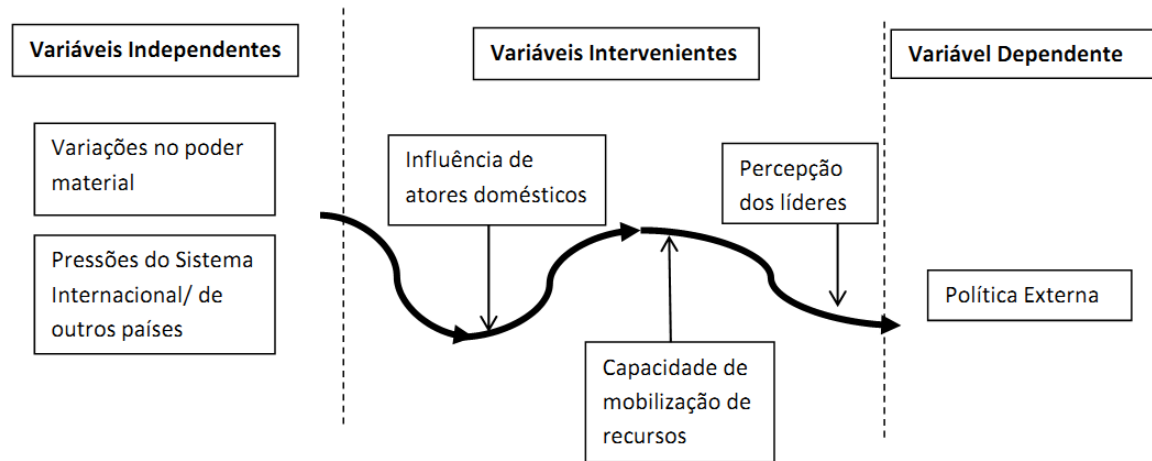 Variáveis Independentes
Variáveis Intervenientes
Variável Dependente
Variações no poder
material
Pressões do Sistema
Internacional/ de
outros países
Influência de
atores domésticos
Capacidade de
mobilização de
recursos
Percepção
dos líderes
Política Externa